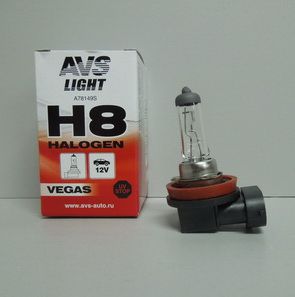 AVS
LIGHT
A78149S
H8
HALOGEN
12V
VEGAS
UV
STOP
www.avs-auto.ru